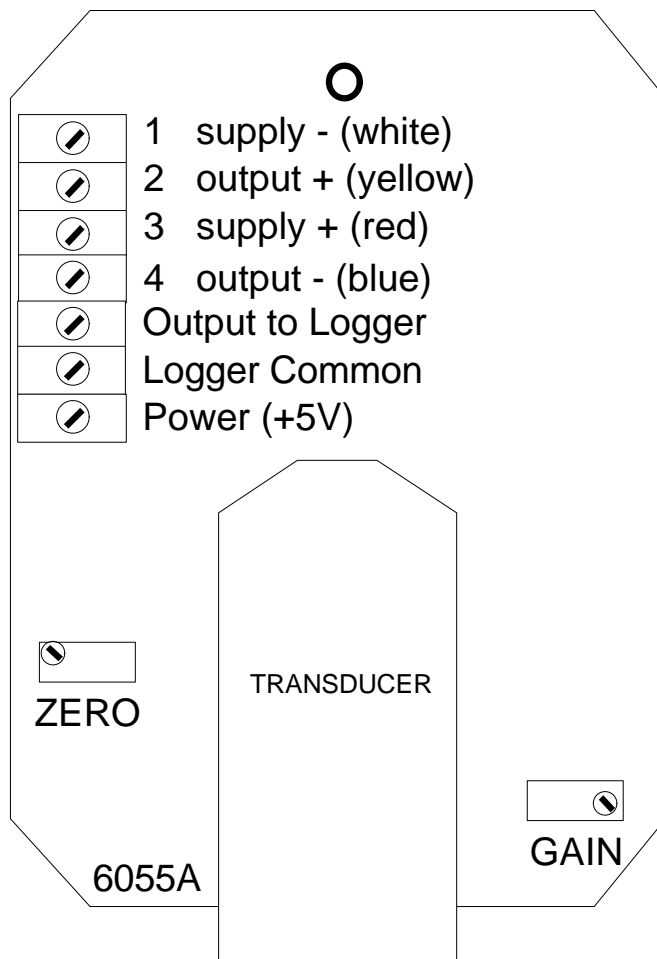 1 supply - (white)
2 output + (yellow)
3 supply + (red)
4 output - (blue)
Output to Logger
Logger Common
Power (+5V)
TRANSDUCER
ZERO
GAIN
6055A